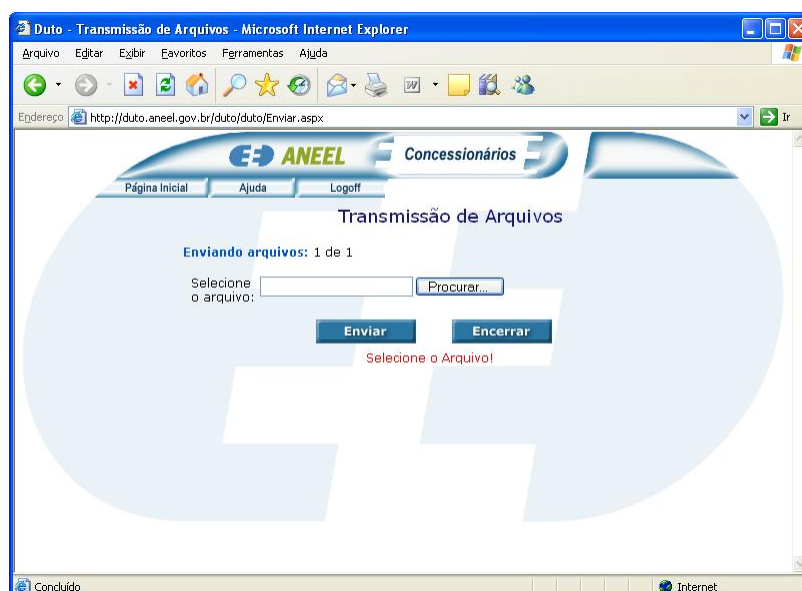 Duto - Transmissão de Arquivos - Microsoft Internet Explorer
Arquivo Editar Exibir Favoritos Ferramentas Ajuda
W
Endereço http://duto.aneel.gov.br/duto/duto/Enviar.aspx Ir
ANEEL Concessionários
Página Inicial Ajuda Logoff
Transmissão de Arquivos
Enviando arquivos: 1 de 1
Selecione
o arquivo: Procurar...
Enviar Encerrar
Selecione o Arquivo!
Concluído Internet